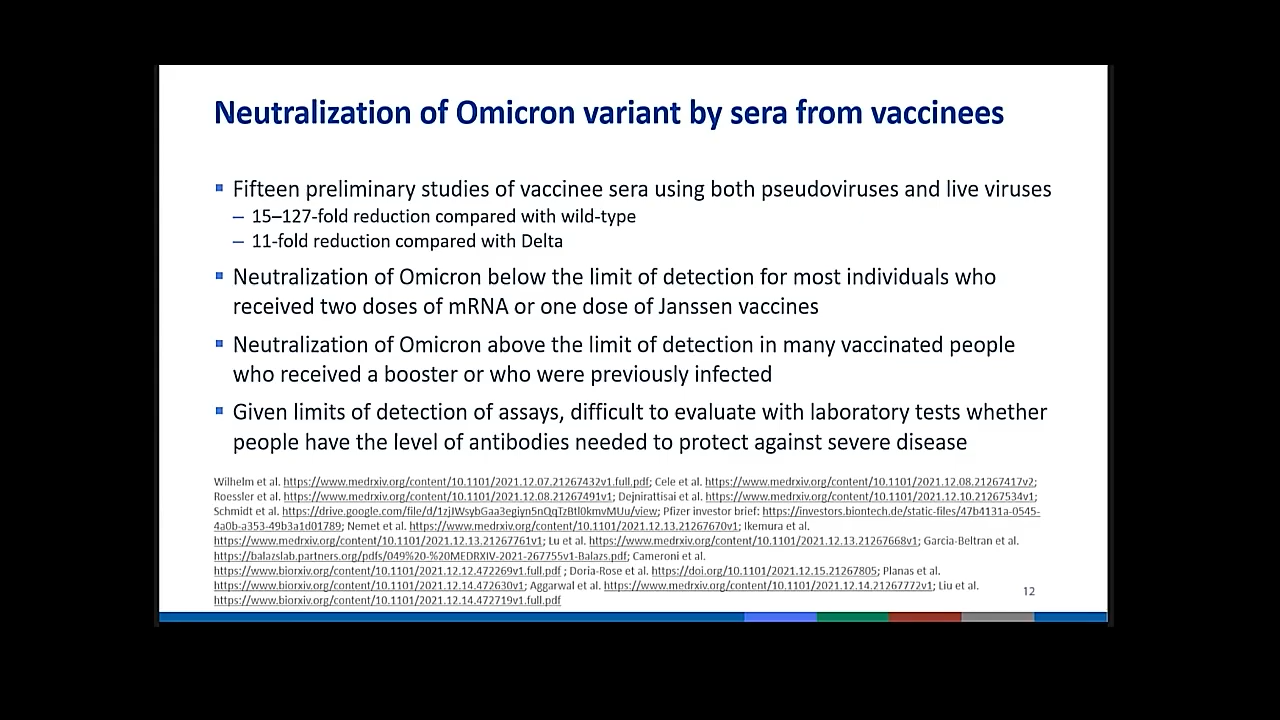 Neutralization of Omicron variant by sera from vaccinees
▪ Fifteen preliminary studies of vaccinee sera using both pseudoviruses and live viruses
– 15–127-fold reduction compared with wild-type
– 11-fold reduction compared with Delta
▪ Neutralization of Omicron below the limit of detection for most individuals who
received two doses of mRNA or one dose of Janssen vaccines
▪ Neutralization of Omicron above the limit of detection in many vaccinated people
who received a booster or who were previously infected
▪ Given limits of detection of assays, difficult to evaluate with laboratory tests whether
people have the level of antibodies needed to protect against severe disease
Wilhelm et al. https://www.medrxiv.org/content/10.1101/2021.12.07.21267432v1.full.pdf; Cele et al. https://www.medrxiv.org/content/10.1101/2021.12.08.21267417v2;
Roessler et al. https://www.medrxiv.org/content/10.1101/2021.12.08.21267491v1; Dejnirattisai et al. https://www.medrxiv.org/content/10.1101/2021.12.10.21267534v1;
Schmidt et al. https://drive.google.com/file/d/1zjJWsybGaa3egiyn5nQqTzBtl0kmvMUu/view; Pfizer investor brief: https://investors.biontech.de/static-files/47b4131a-0545-
4a0b-a353-49b3a1d01789; Nemet et al. https://www.medrxiv.org/content/10.1101/2021.12.13.21267670v1; Ikemura et al.
https://www.medrxiv.org/content/10.1101/2021.12.13.21267761v1; Lu et al. https://www.medrxiv.org/content/10.1101/2021.12.13.21267668v1; Garcia-Beltran et al.
https://balazslab.partners.org/pdfs/049%20-%20MEDRXIV-2021-267755v1-Balazs.pdf; Cameroni et al.
https://www.biorxiv.org/content/10.1101/2021.12.12.472269v1.full.pdf ; Doria-Rose et al. https://doi.org/10.1101/2021.12.15.21267805; Planas et al.
https://www.biorxiv.org/content/10.1101/2021.12.14.472630v1; Aggarwal et al. https://www.medrxiv.org/content/10.1101/2021.12.14.21267772v1; Liu et al.
https://www.biorxiv.org/content/10.1101/2021.12.14.472719v1.full.pdf
12